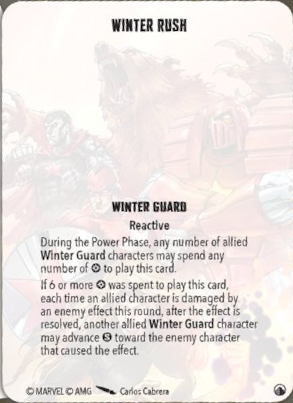 WINTER RUSH
WINTER GUARD
Reactive
During the Power Phase, any number of allied
Winter Guard characters may spend any
number of to play this card.
If 6 or more was spent to play this card,
each time an allied character is damaged by
an enemy effect this round, after the effect is
resolved, another allied Winter Guard character
may advance S toward the enemy character
that caused the effect.
© MARVEL © AMG Carlos Cabrera